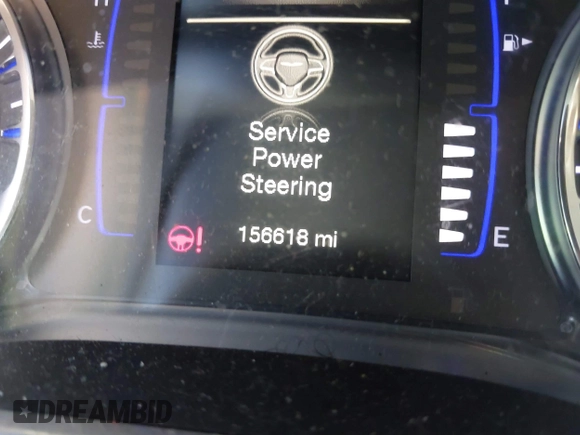 H
F
Service
Power
Steering
C
156618 mi
E
DREAMBID